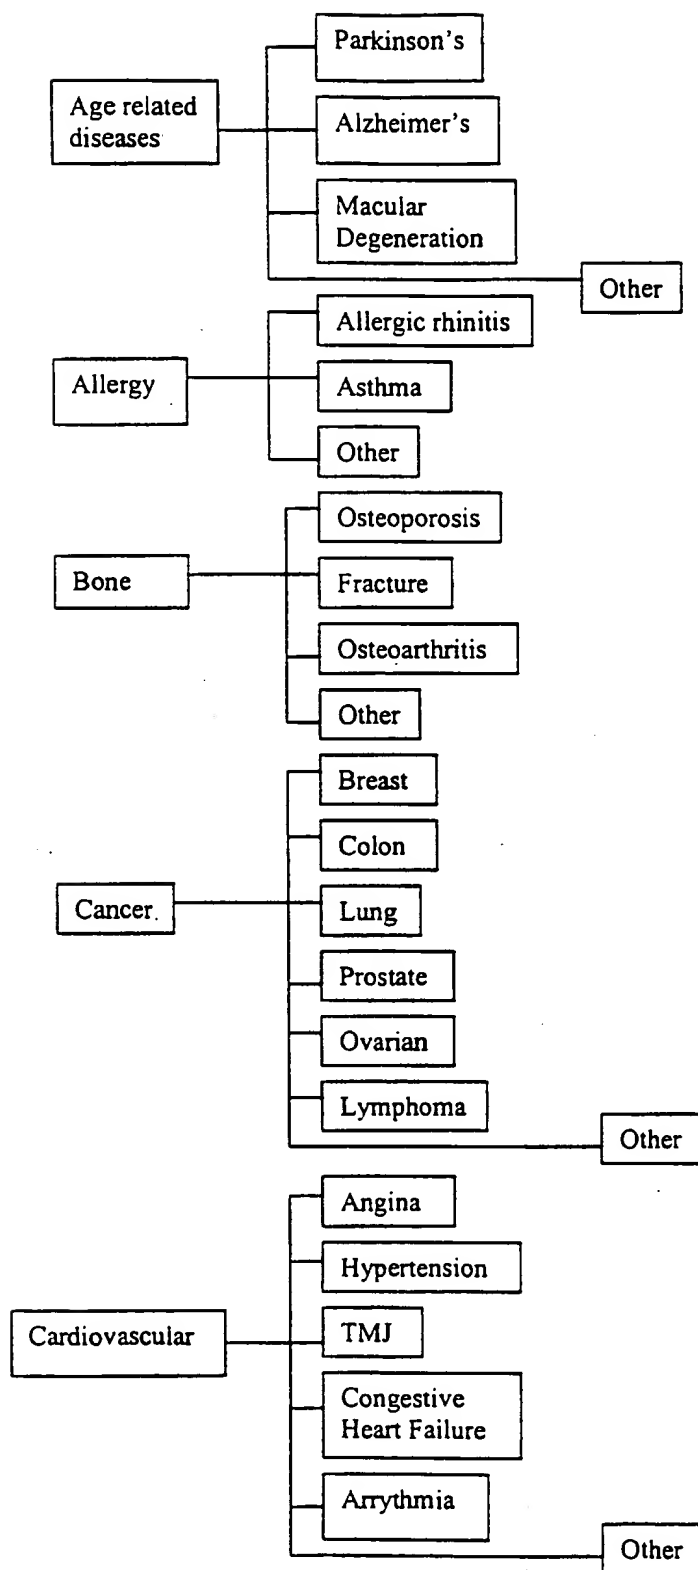 Parkinson's
Age related
diseases
Alzheimer's
Macular
Degeneration
Other
Allergic rhinitis
Allergy
Asthma
Other
Osteoporosis
Bone
Fracture
Osteoarthritis
Other
Breast
Colon
Cancer.
Lung
Prostate
Ovarian
Lymphoma
Other
Angina
Hypertension
Cardiovascular
TMJ
Congestive
Heart Failure
Arrythmia
Other